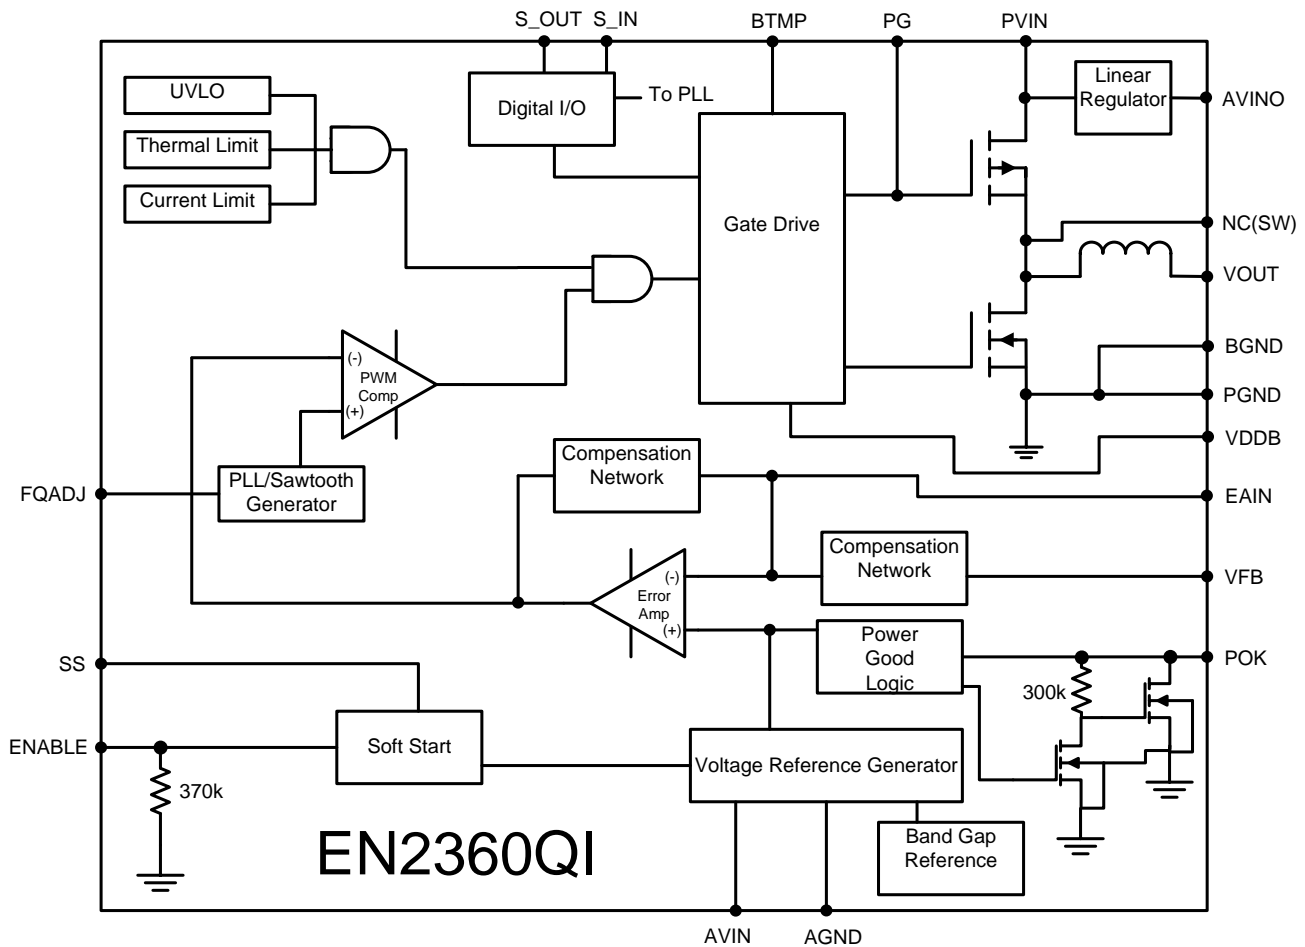 S_OUT S_IN BTMP PG PVIN
UVLO
Thermal Limit
Current Limit
Digital I/O
To PLL
Gate Drive
Linear
Regulator
AVINO
NC(SW)
VOUT
BGND
PGND
VDDB
EAIN
VFB
POK
(-)
PWM
Comp
(+)
PLL/Sawtooth
Generator
FQADJ
Compensation
Network
Compensation
Network
(-)
Error
Amp
(+)
Power
Good
Logic
300k
SS
ENABLE
370k
Soft Start
Voltage Reference Generator
Band Gap
Reference
EN2360QI
AVIN AGND